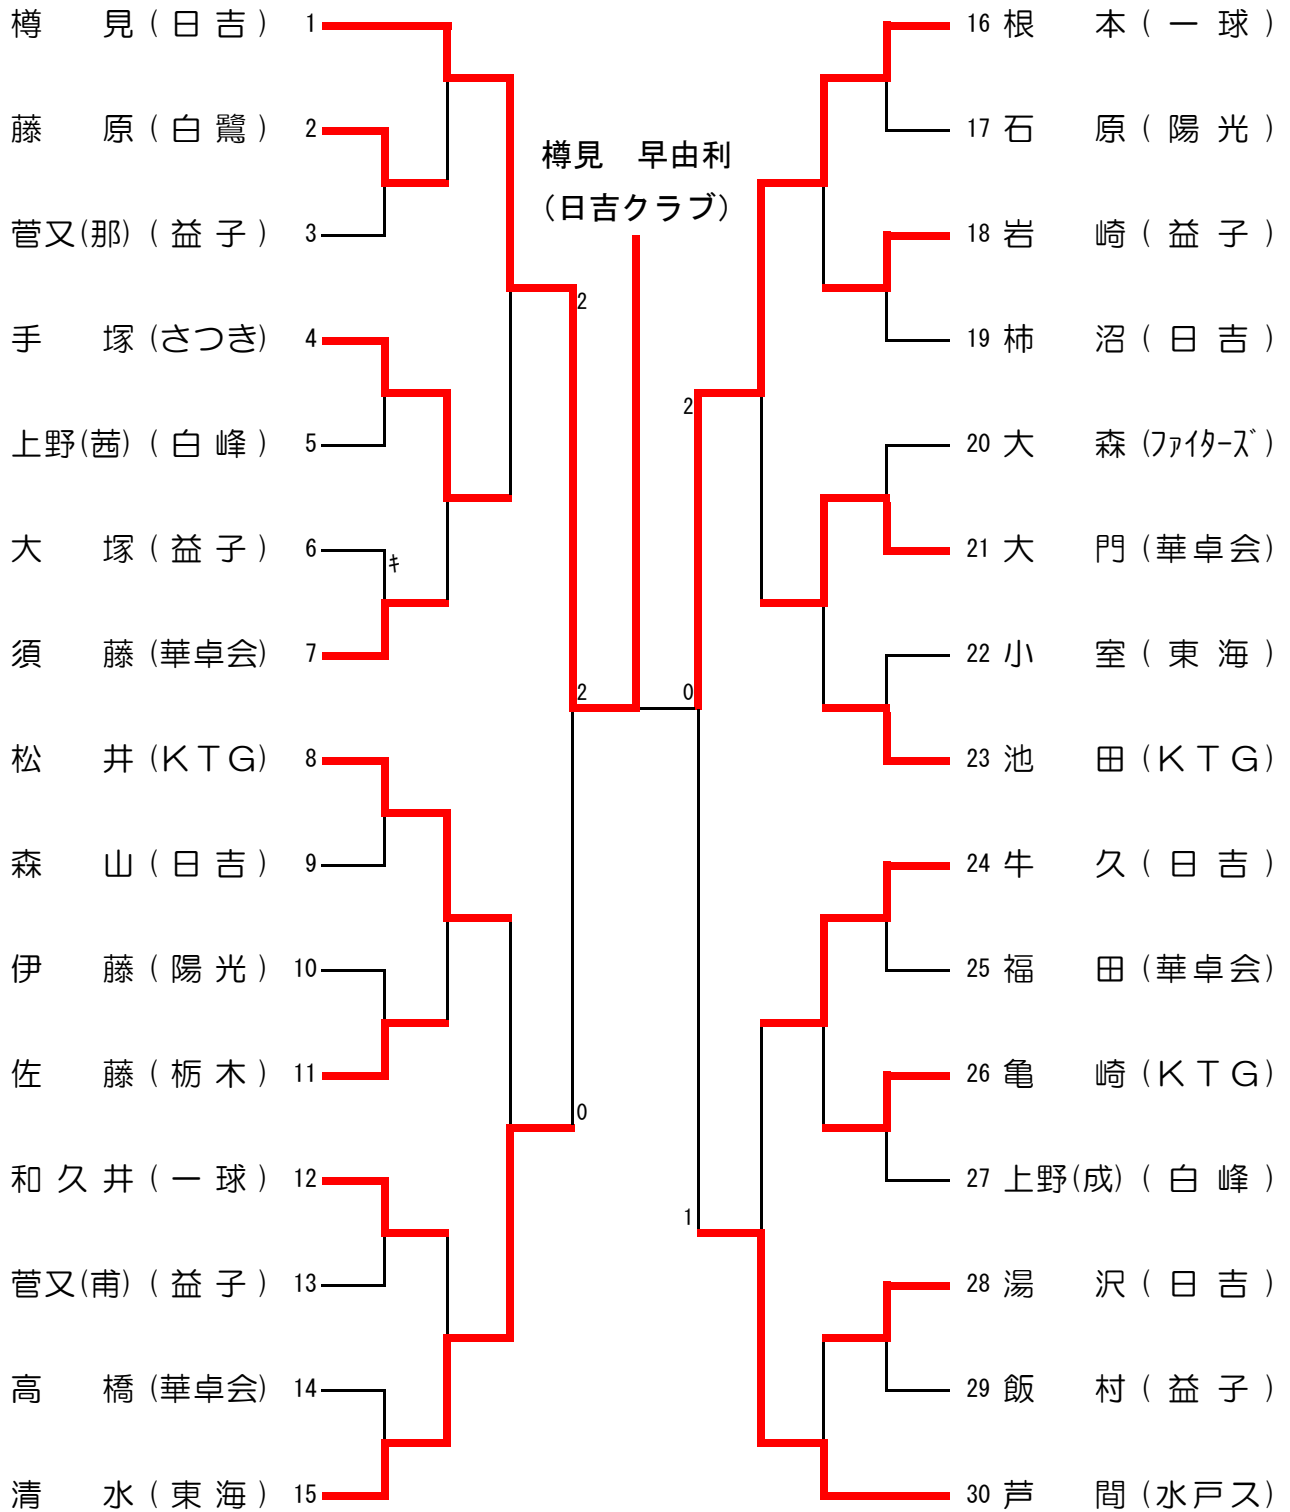 樽見(日吉) 1
藤原(白鷺) 2
菅又(那)(益子) 3
手塚(さつき) 4
上野(茜)(白峰) 5
大塚(益子) 6
須藤(華卓会) 7
松井(KTG) 8
森山(日吉) 9
伊藤(陽光) 10
佐藤(栃木) 11
和久井(一球) 12
菅又(甫)(益子) 13
高橋(華卓会) 14
清水(東海) 15
キ
2
2
0
樽見 早由利
(日吉クラブ)
2
0
1
16 根本(一球)
17 石原(陽光)
18 岩崎(益子)
19 柿沼(日吉)
20 大森(ファイターズ)
21 大門(華卓会)
22 小室(東海)
23 池田(KTG)
24 牛久(日吉)
25 福田(華卓会)
26 亀崎(KTG)
27 上野(成)(白峰)
28 湯沢(日吉)
29 飯村(益子)
30 芦間(水戸ス)